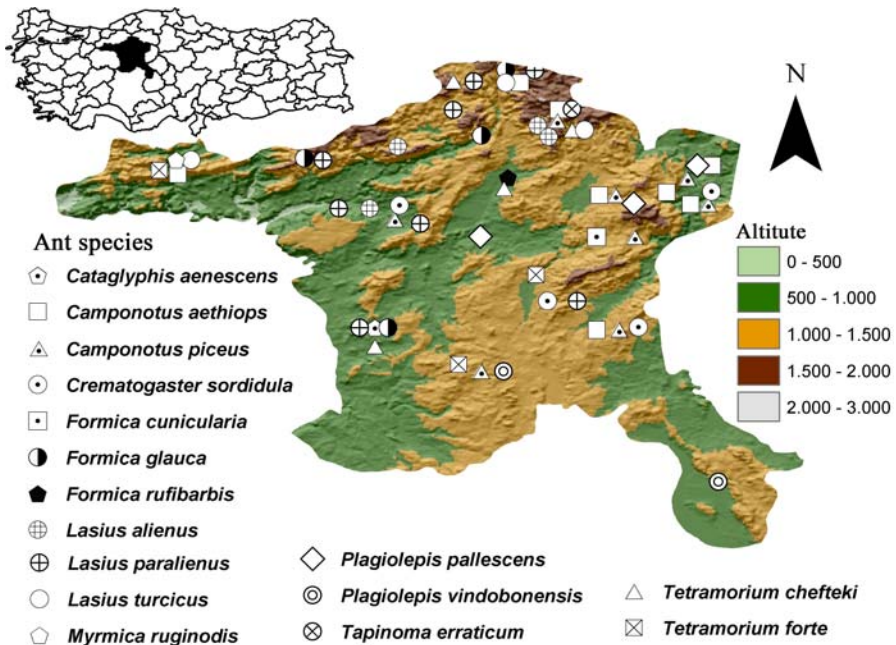 N
Ant species
Cataglyphis aenescens
Camponotus aethiops
Camponotus piceus
Crematogaster sordidula
Formica cunicularia
Formica glauca
Formica rufibarbis
Lasius alienus
Lasius paralienus
Lasius turcicus
Myrmica ruginodis
Plagiolepis pallescens
Plagiolepis vindobonensis
Tapinoma erraticum
Tetramorium chefteki
Tetramorium forte
Altitute
0 - 500
500 - 1.000
1.000 - 1.500
1.500 - 2.000
2.000 - 3.000